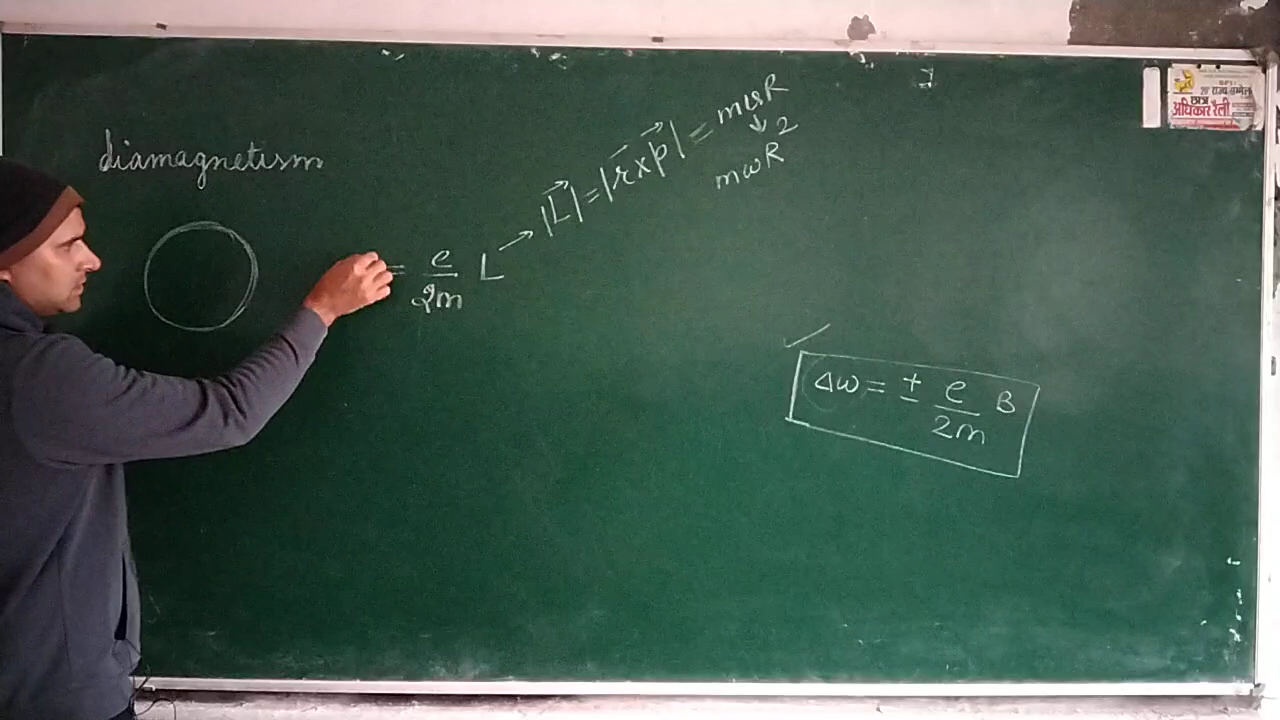 diamagnetism
= e/2m L → |L⃗| = |r⃗ x p⃗| = mvR
↓
mωR²
✓
Δω = ± e/2m B
छात्र
अधिकार रैली